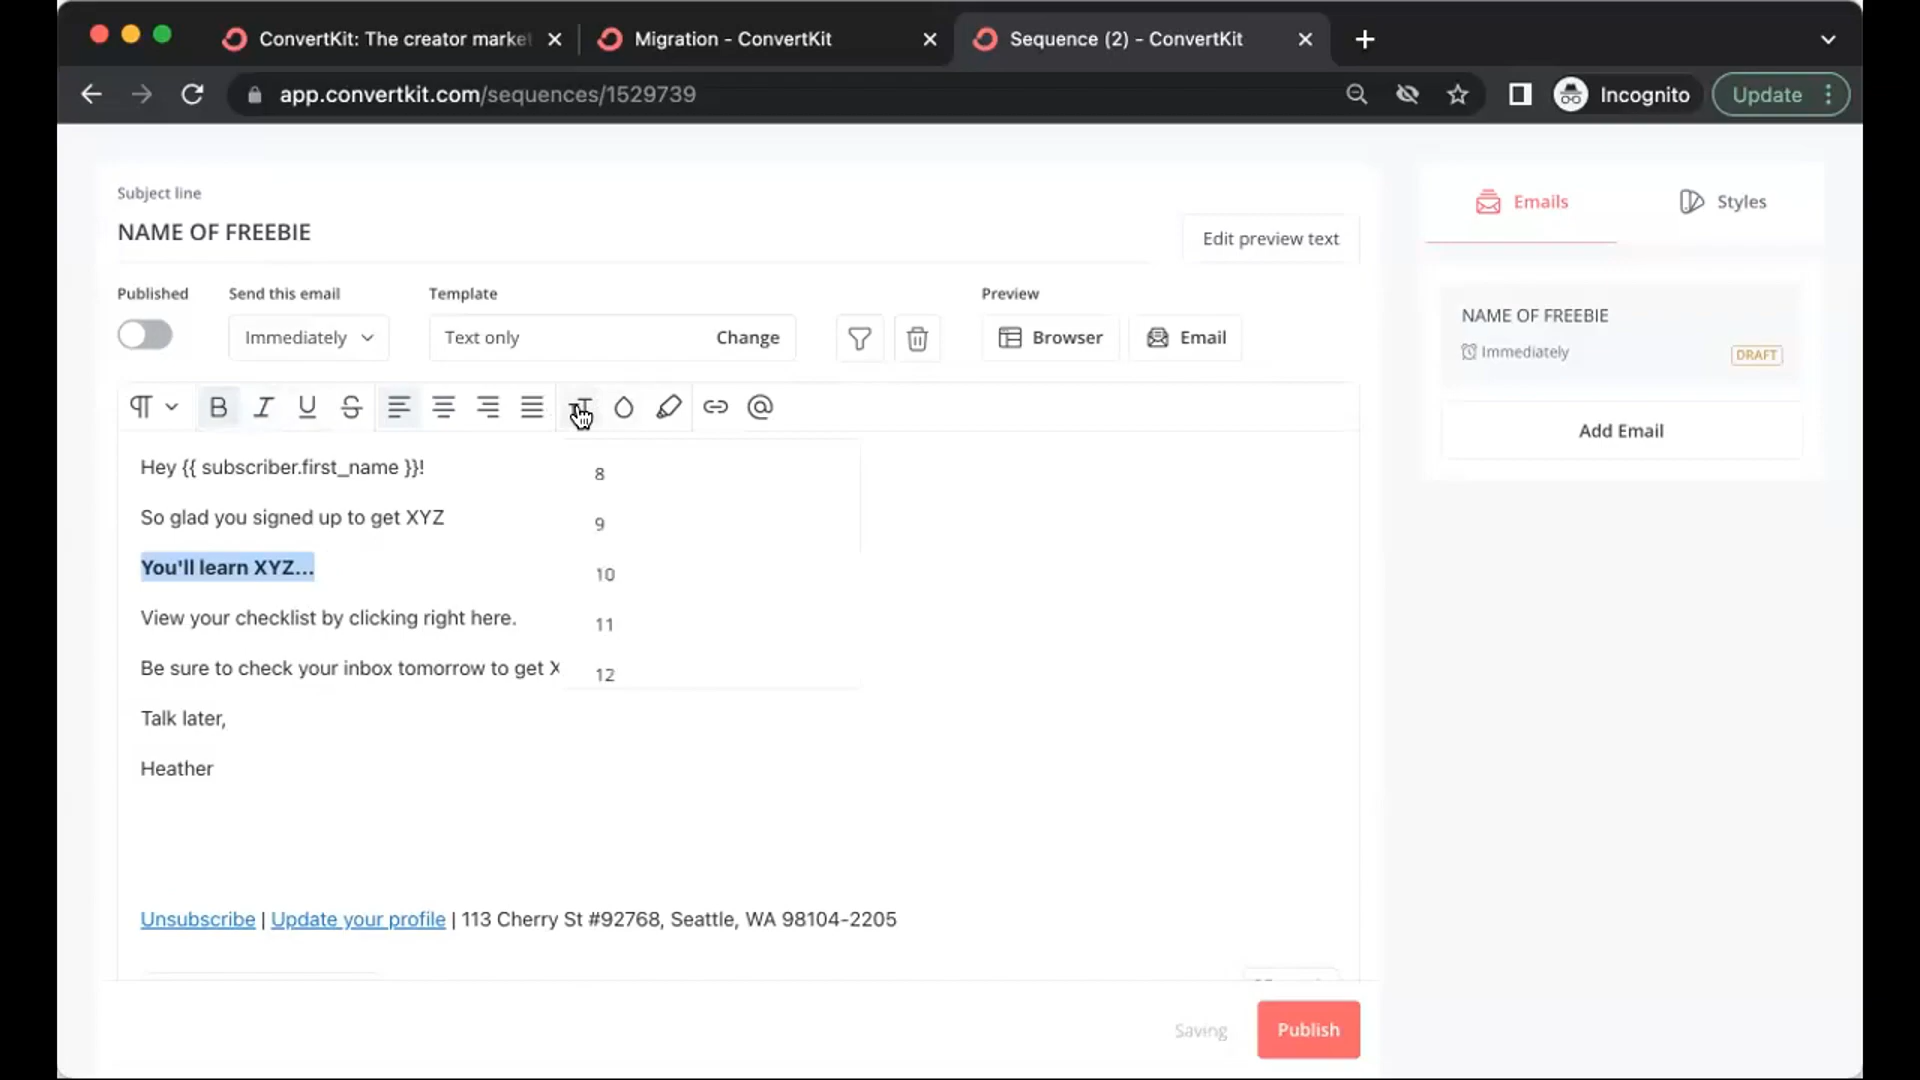 ConvertKit: The creator market
Migration - ConvertKit
Sequence (2) - ConvertKit
app.convertkit.com/sequences/1529739
Incognito
Update
Subject line
NAME OF FREEBIE
Edit preview text
Emails
Styles
Published
Send this email
Template
Preview
Immediately
Text only
Change
Browser
Email
NAME OF FREEBIE
Immediately
DRAFT
Add Email
B I U S
Hey {{ subscriber.first_name }}!
So glad you signed up to get XYZ
You'll learn XYZ...
View your checklist by clicking right here.
Be sure to check your inbox tomorrow to get X
Talk later,
Heather
8
9
10
11
12
Unsubscribe | Update your profile | 113 Cherry St #92768, Seattle, WA 98104-2205
Saving
Publish